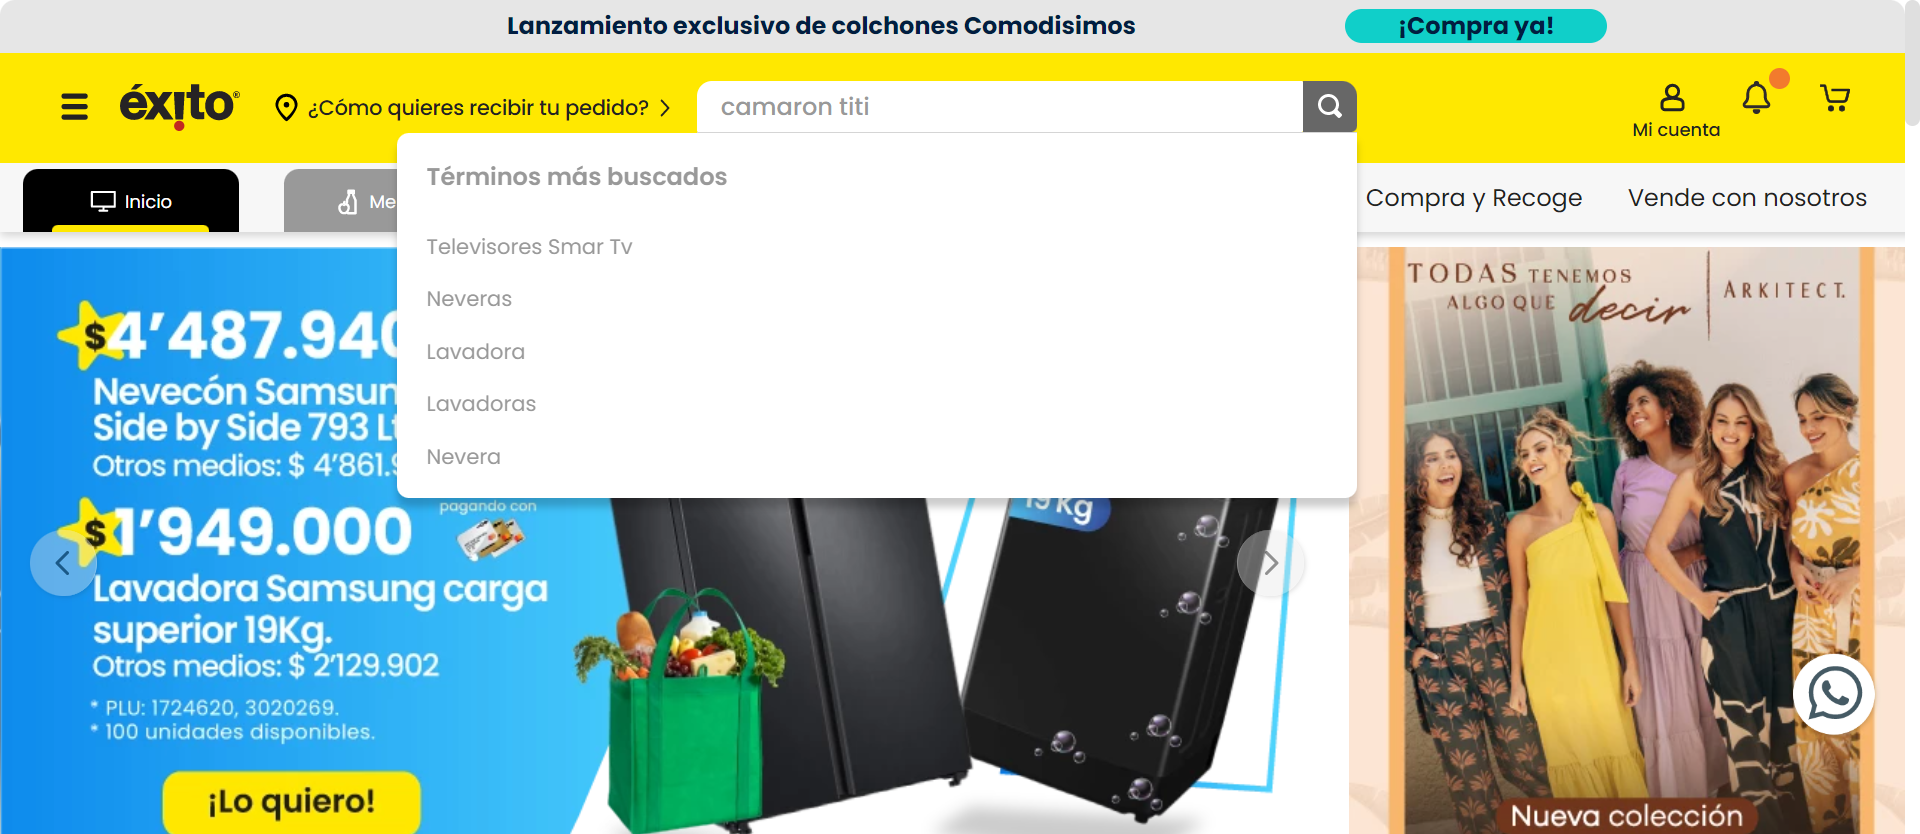 Lanzamiento exclusivo de colchones Comodisimos
¡Compra ya!
éxito®
¿Cómo quieres recibir tu pedido?
camaron titi
Mi cuenta
Inicio
Me
Términos más buscados
Televisores Smar Tv
Neveras
Lavadora
Lavadoras
Nevera
Compra y Recoge
Vende con nosotros
$4'487.940
Nevecón Samsun
Side by Side 793 Lt
Otros medios: $ 4'861.9
pagando con
$1'949.000
Lavadora Samsung carga
superior 19Kg.
Otros medios: $ 2'129.902
* PLU: 1724620, 3020269.
* 100 unidades disponibles.
¡Lo quiero!
19 Kg
TODAS TENEMOS
ALGO QUE decir
ARKITECT.
Nueva colección